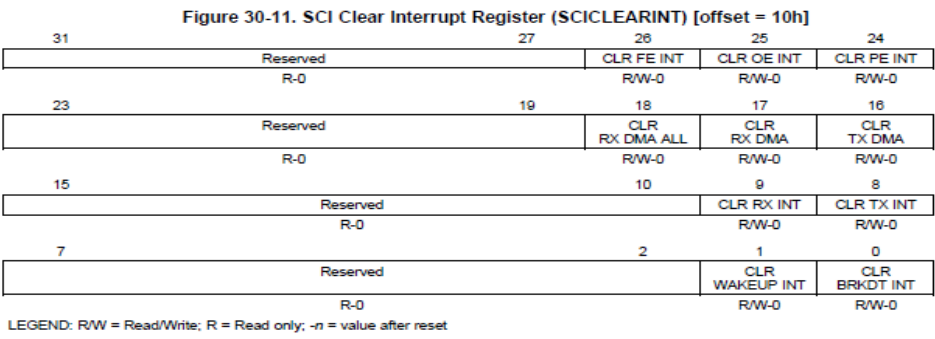 Figure 30-11. SCI Clear Interrupt Register (SCICLEARINT) [offset = 10h]
31 27 26 25 24
Reserved CLR FE INT CLR OE INT CLR PE INT
R-0 R/W-0 R/W-0 R/W-0
23 19 18 17 16
Reserved CLR RX DMA ALL CLR RX DMA CLR TX DMA
R-0 R/W-0 R/W-0 R/W-0
15 10 9 8
Reserved CLR RX INT CLR TX INT
R-0 R/W-0 R/W-0
7 2 1 0
Reserved CLR WAKEUP INT CLR BRKDT INT
R-0 R/W-0 R/W-0
LEGEND: R/W = Read/Write; R = Read only; -n = value after reset